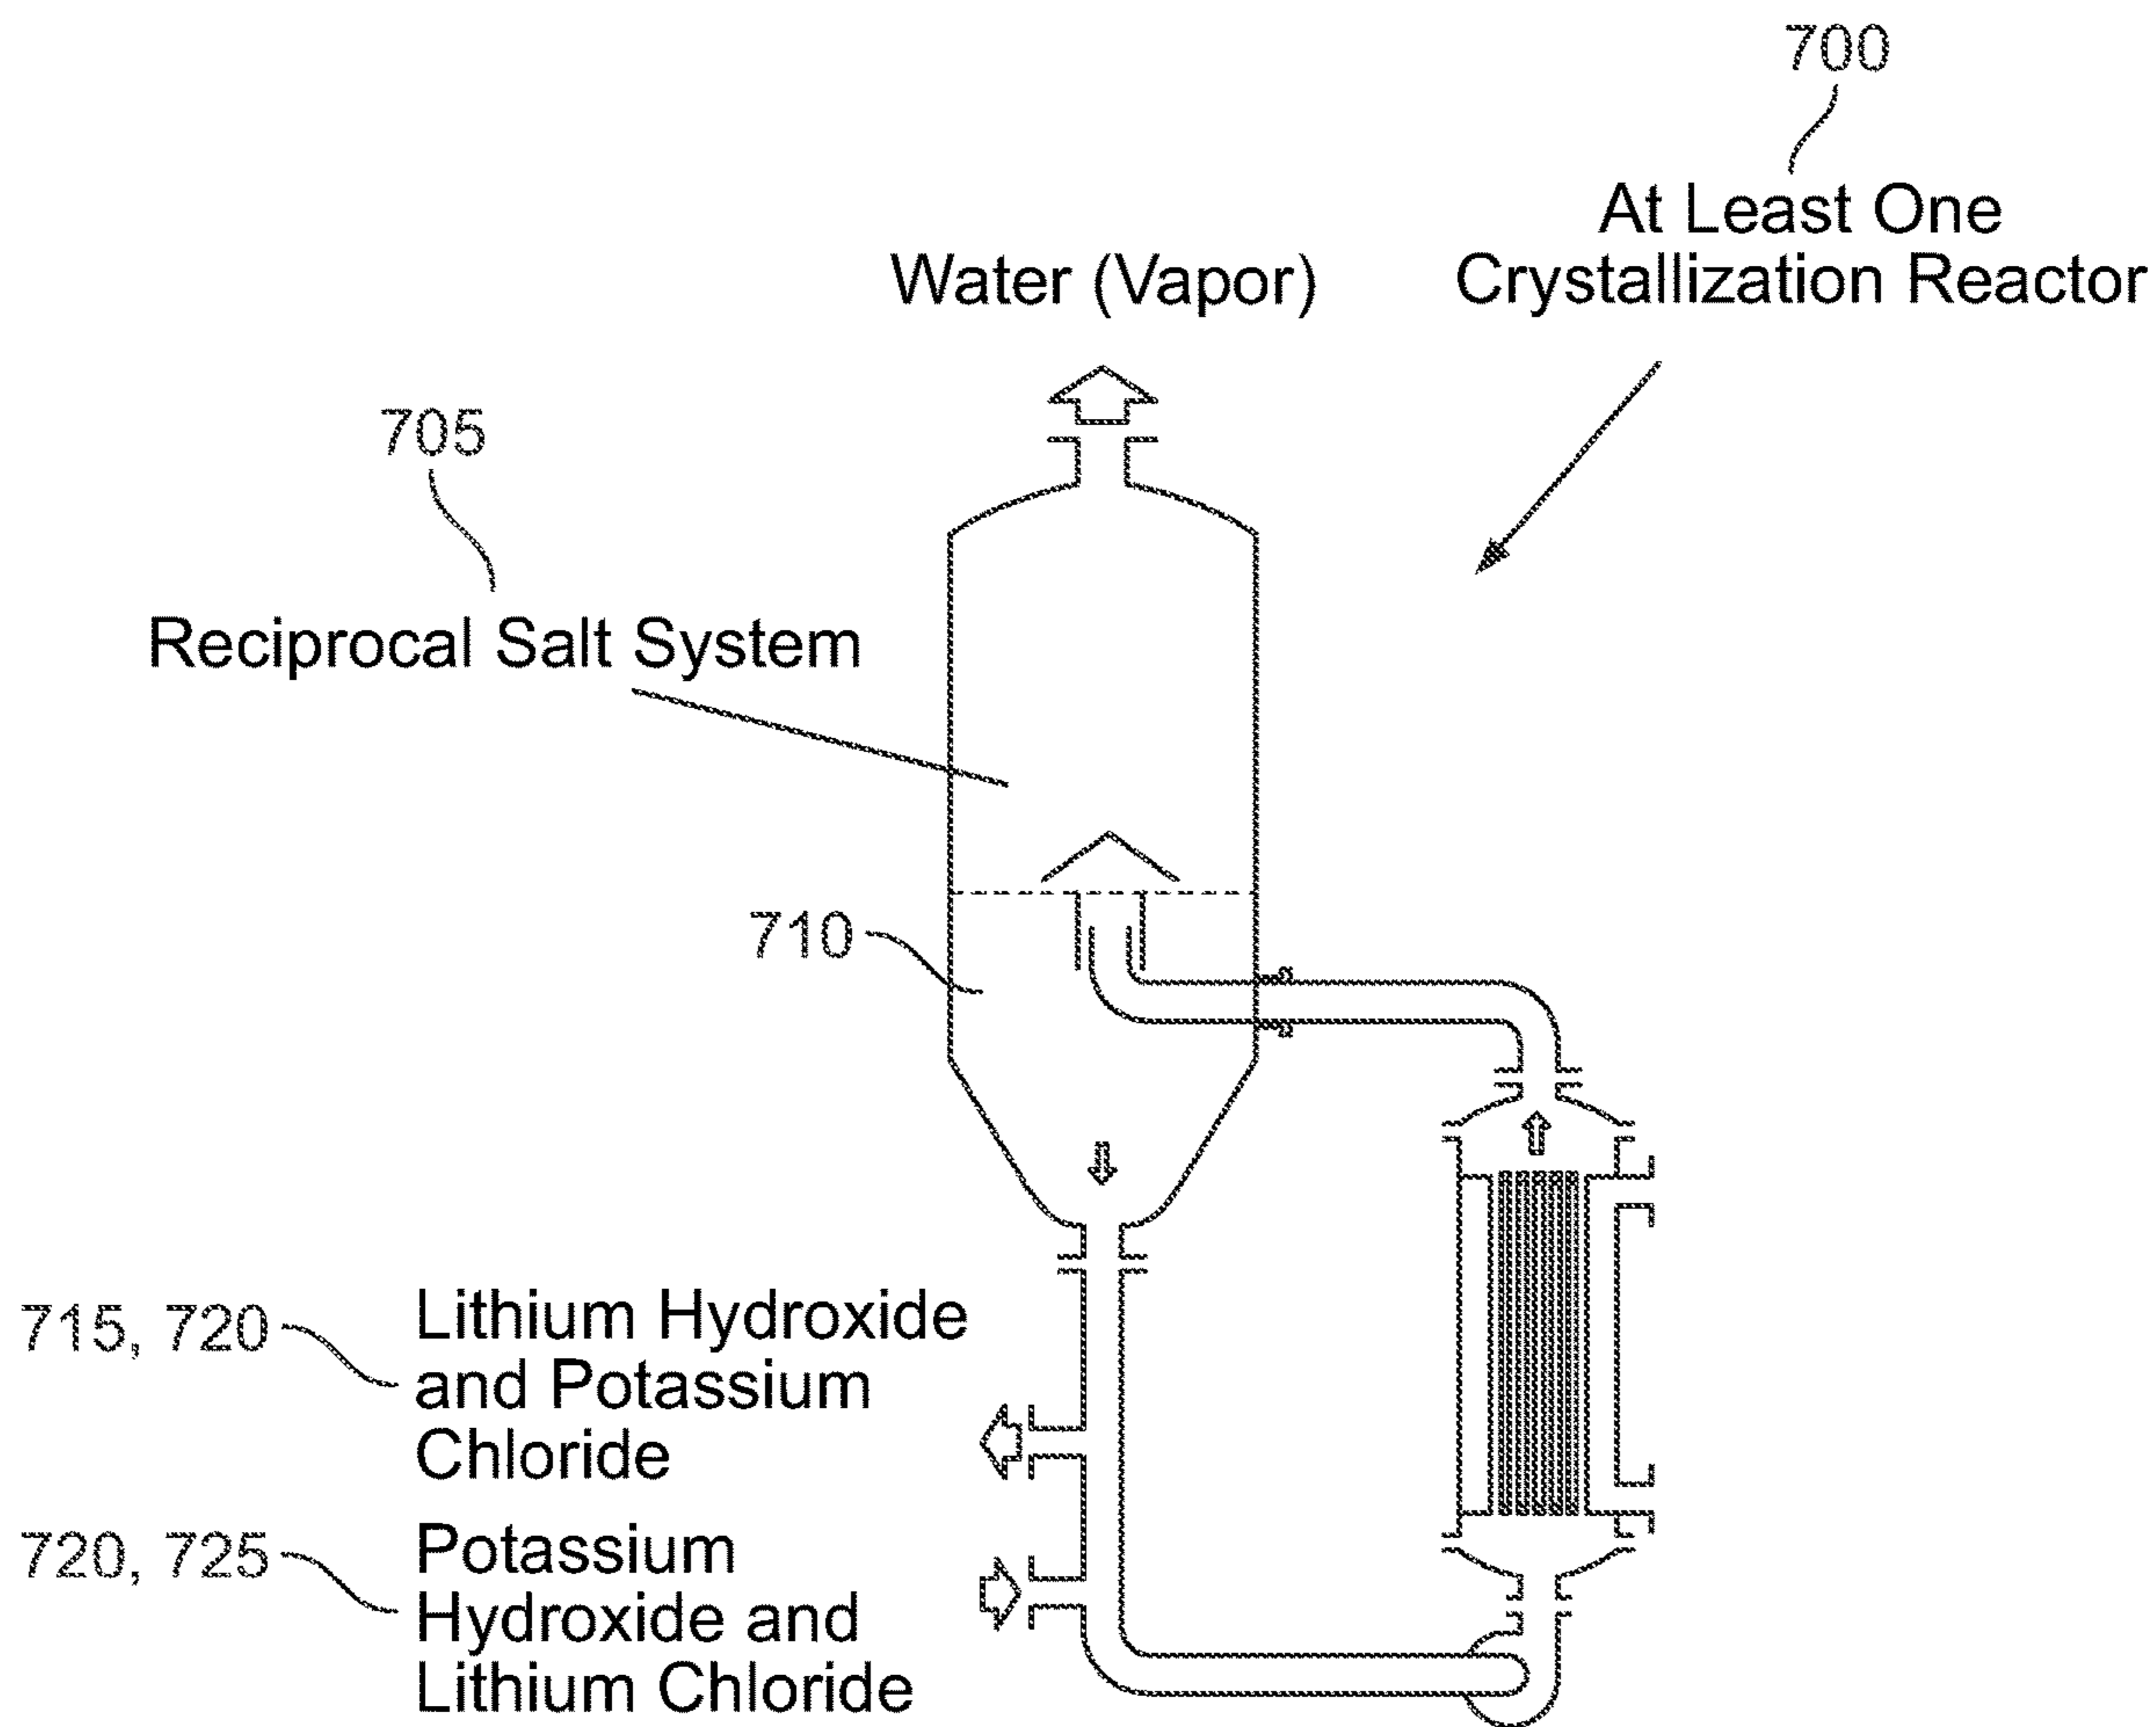 700
At Least One
Crystallization Reactor
Water (Vapor)
705
Reciprocal Salt System
710
715, 720
Lithium Hydroxide
and Potassium
Chloride
720, 725
Potassium
Hydroxide and
Lithium Chloride